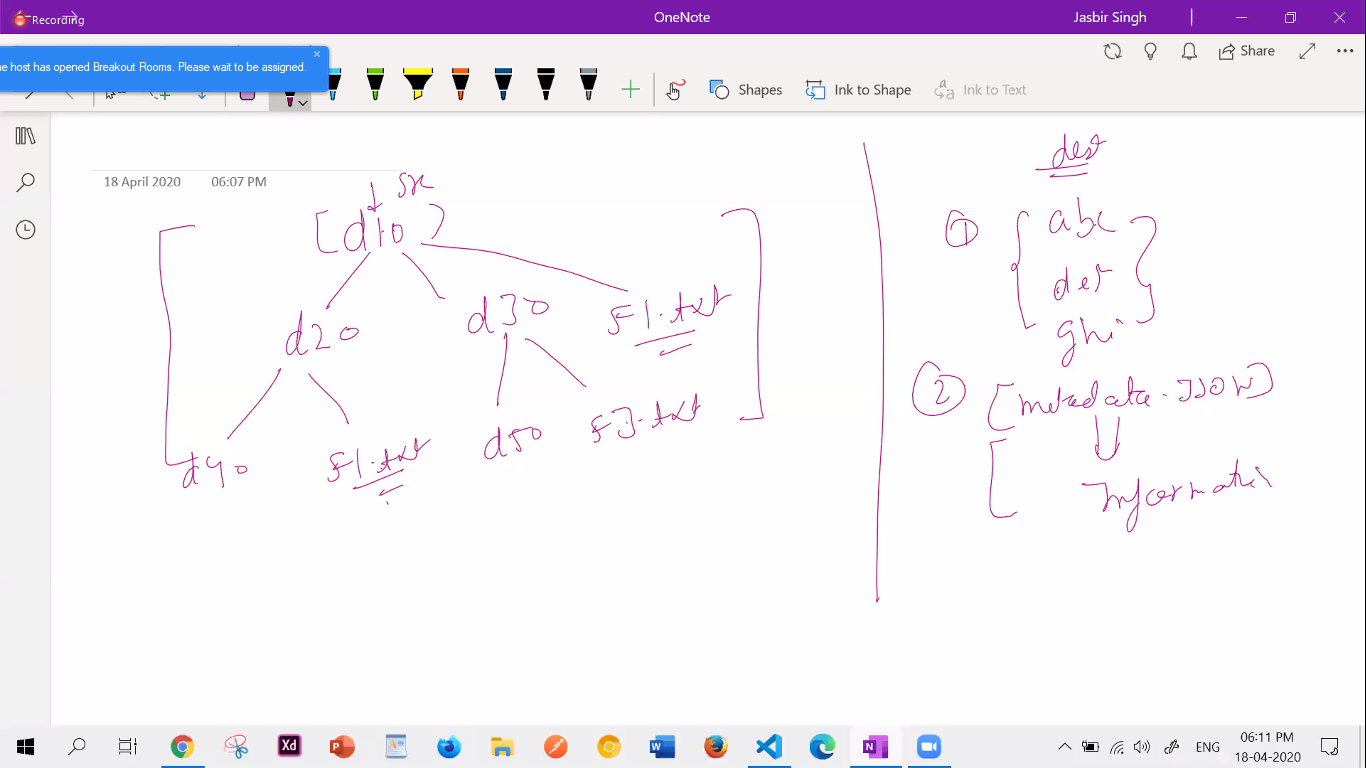 Recording
OneNote
Jasbir Singh
he host has opened Breakout Rooms. Please wait to be assigned.
Share
Shapes
Ink to Shape
Ink to Text
18 April 2020 06:07 PM
src
[d10]
d20
d30
F1.txt
d40
F1.txt
d50
F3.txt
dest
1
abc
def
ghi
2
[metadata.JSON]
Information
ENG
06:11 PM
18-04-2020